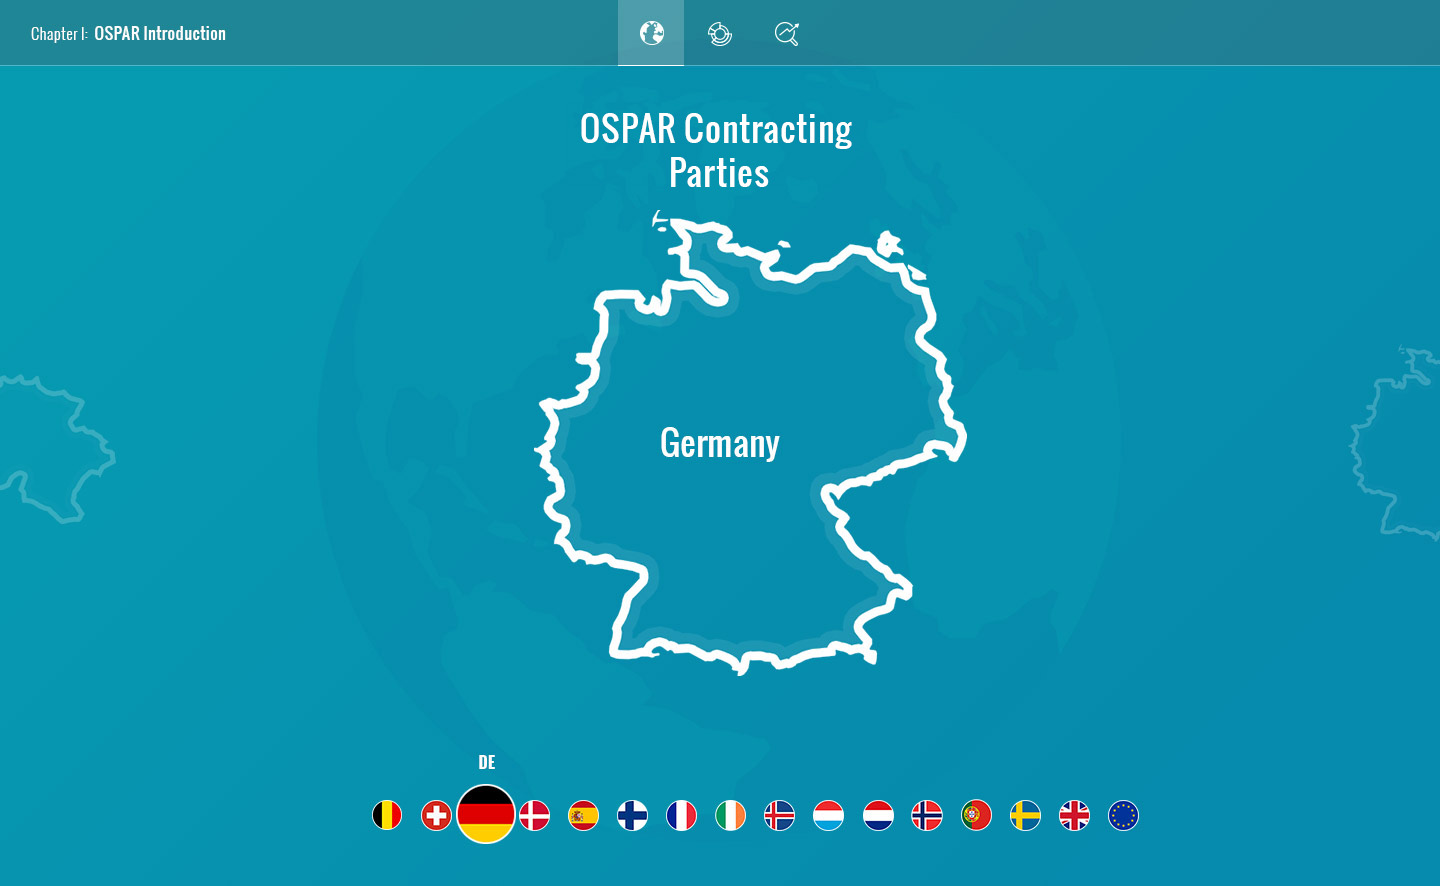 Chapter I: OSPAR Introduction
OSPAR Contracting
Parties
Germany
DE